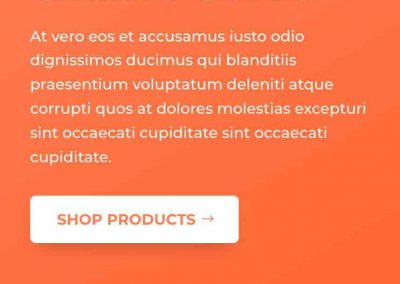 At vero eos et accusamus iusto odio
dignissimos ducimus qui blanditiis
praesentium voluptatum deleniti atque
corrupti quos at dolores molestias excepturi
sint occaecati cupiditate sint occaecati
cupiditate.
SHOP PRODUCTS →